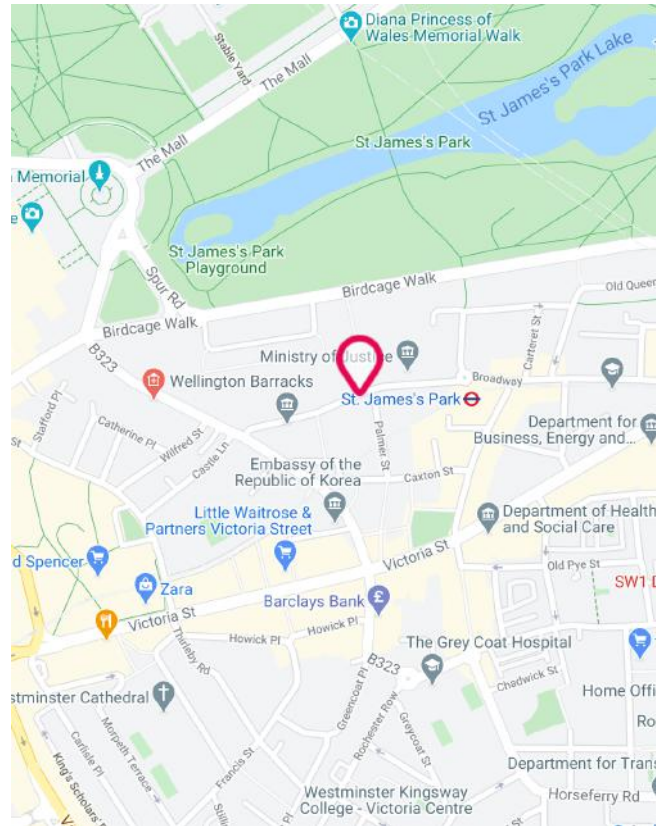 Diana Princess of
Wales Memorial Walk
Stable Yard
The Mall
St James's Park Lake
St James's Park
The Mall
Memorial
St James's Park
Playground
Spur Rd
Birdcage Walk
Old Queen
Birdcage Walk
B323
Carteret St
Ministry of Justice
Broadway
Wellington Barracks
St. James's Park
Stafford Pl
Catherine Pl
Wilfred St
Castle Ln
Palmer St
Department for
Business, Energy and...
St
Embassy of the
Republic of Korea
Caxton St
Little Waitrose &
Partners Victoria Street
Department of Health
and Social Care
Victoria St
Old Pye St
d Spencer
Zara
SW1
Barclays Bank
Victoria St
Howick Pl
Howick Pl
Thirleby Rd
The Grey Coat Hospital
B323
Chadwick St
Home Offi
Ro
stminster Cathedral
Greencoat Pl
Rochester Row
Greycoat St
Carlisle Pl
Morpeth Terrace
Francis St
King's Scholars'
Department for Trans
Horseferry Rd
Westminster Kingsway
College - Victoria Centre